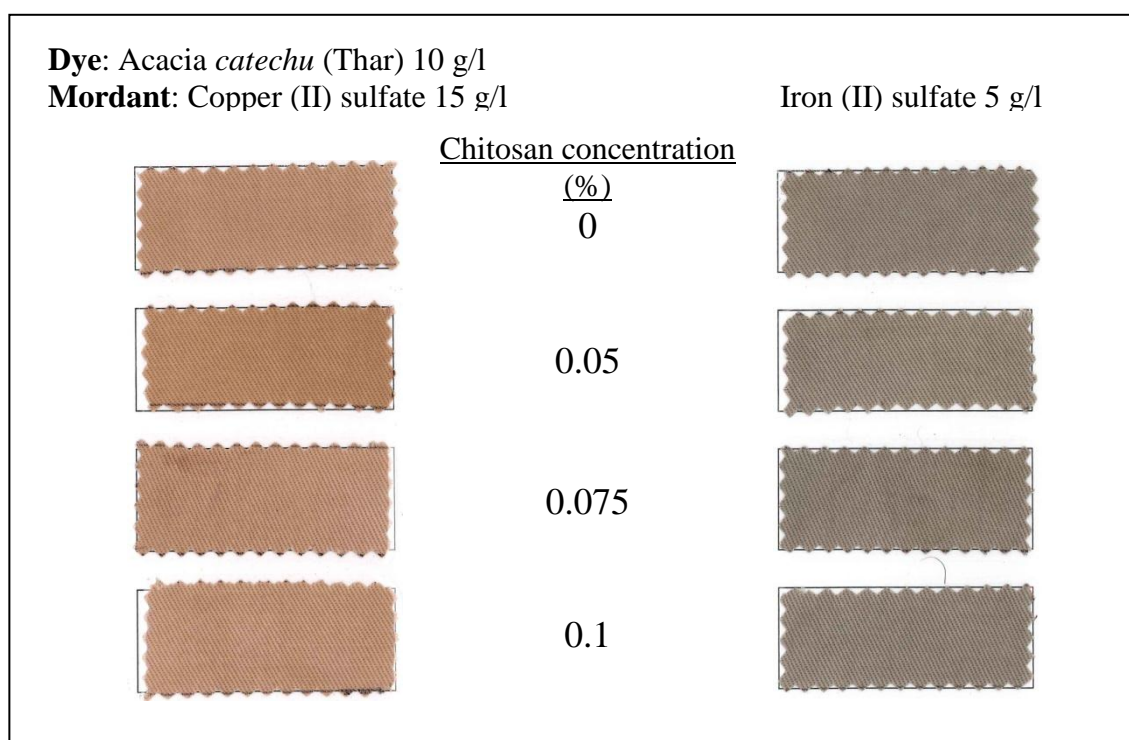 Dye: Acacia catechu (Thar) 10 g/l
Mordant: Copper (II) sulfate 15 g/l Iron (II) sulfate 5 g/l
Chitosan concentration
(%)
0
0.05
0.075
0.1